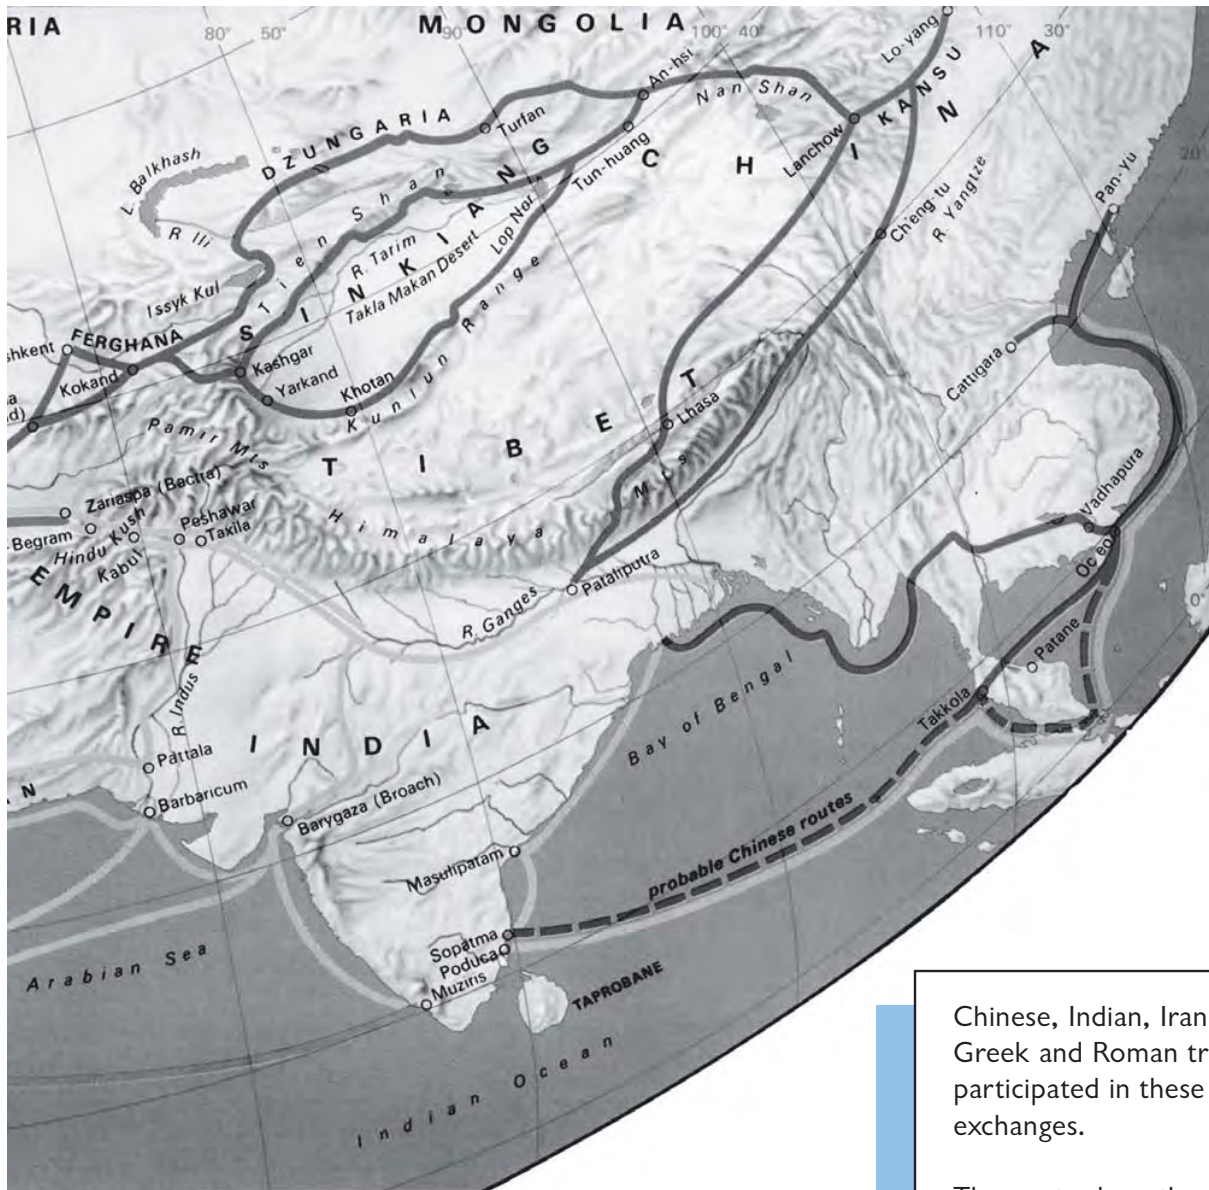 RIA
MONGOLIA
80°
50°
90°
100°
40°
110°
30°
Lo-yang
An-hsi
Nan Shan
KANSU
CHINA
DZUNGARIA
Turfan
Tun-huang
Lanchow
L. Balkhash
R Ili
Tien Shan
SINKIANG
R. Tarim
Takla Makan Desert
Lop Nor
Ch'eng-tu
R. Yangtze
Pan-Yu
20°
Issyk Kul
FERGHANA
shkent
Kokand
Kashgar
Yarkand
Khotan
Kunlun Range
Cattigara
a
d)
Pamir Mts
TIBET
Lhasa
Mts
Zariaspa (Bactra)
Begram
Hindu Kush
Kabul
Peshawar
Taxila
Himalaya
Vadhapura
Oc eo
EMPIRE
R. Ganges
Pataliputra
0°
Patane
R. Indus
Takkola
Bay of Bengal
INDIA
Pattala
AN
Barbaricum
Barygaza (Broach)
probable Chinese routes
Masulipatam
Arabian Sea
Sopatma
Poduca
Muziris
TAPROBANE
Indian Ocean
Chinese, Indian, Iran
Greek and Roman tr
participated in these
exchanges.